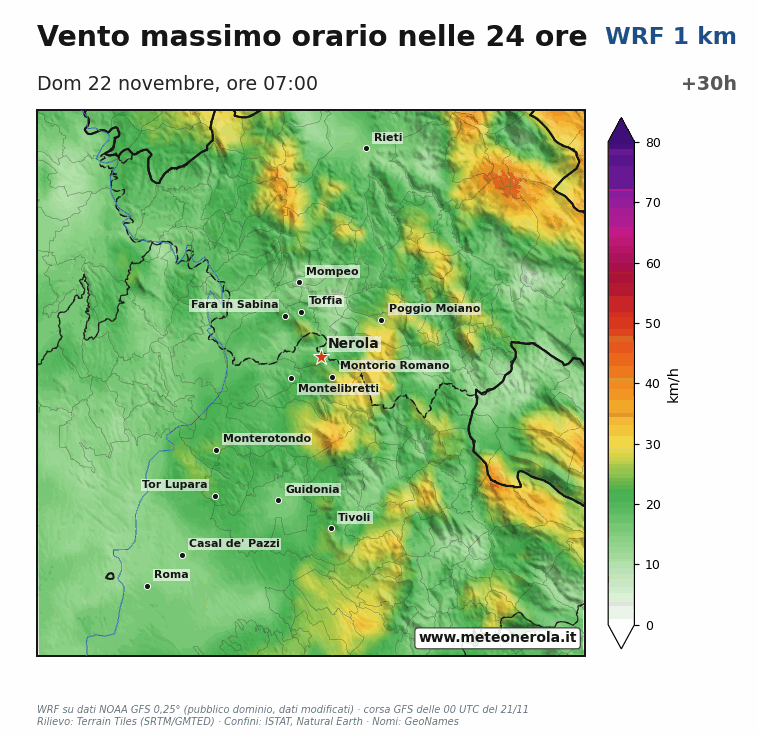 Vento massimo orario nelle 24 ore WRF 1 km
Dom 22 novembre, ore 07:00 +30h
Rieti
Mompeo
Fara in Sabina
Toffia
Poggio Moiano
Nerola
Montorio Romano
Montelibretti
Monterotondo
Tor Lupara
Guidonia
Tivoli
Casal de' Pazzi
Roma
www.meteonerola.it
80
70
60
50
40
30
20
10
0
km/h
WRF su dati NOAA GFS 0,25° (pubblico dominio, dati modificati) · corsa GFS delle 00 UTC del 21/11
Rilievo: Terrain Tiles (SRTM/GMTED) · Confini: ISTAT, Natural Earth · Nomi: GeoNames